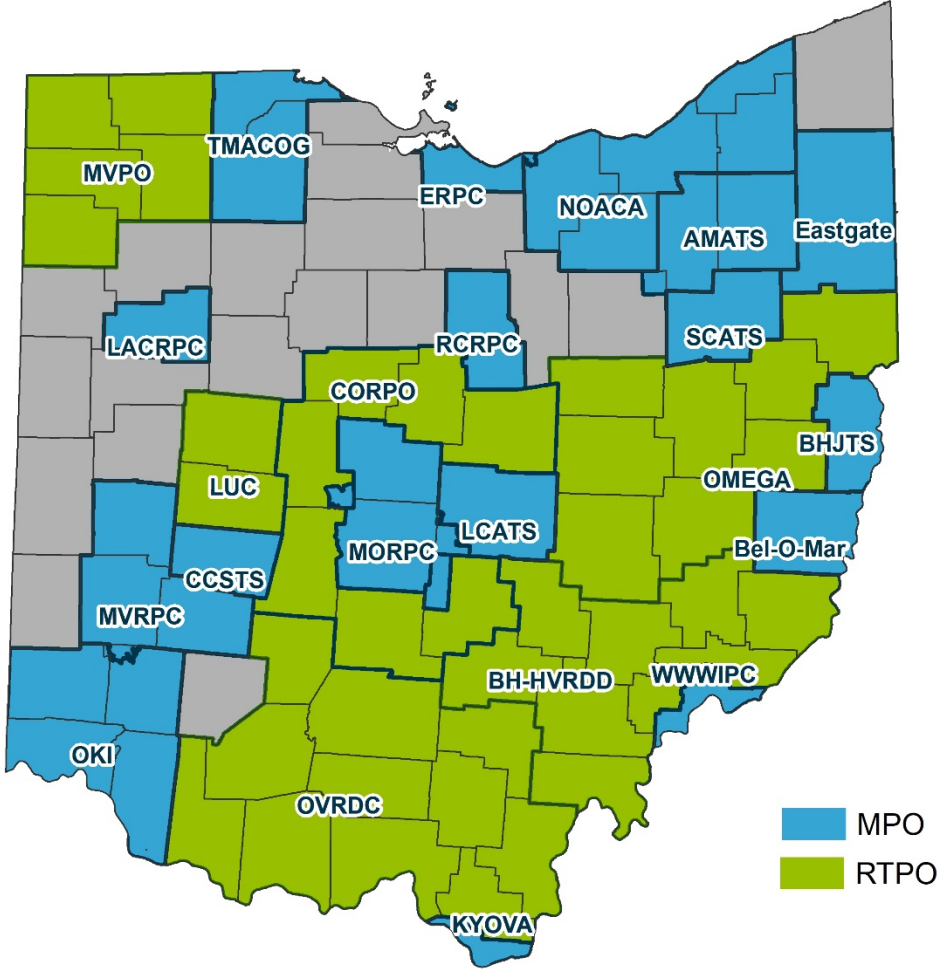 TMACOG
MVPO
ERPC
NOACA
AMATS
Eastgate
LACRPC
RCRPC
SCATS
CORPO
BHJTS
LUC
OMEGA
LCATS
MORPC
Bel-O-Mar
CCSTS
MVRPC
BH-HVRDD
WWWIPC
OKI
OVRDC
MPO
RTPO
KYOVA